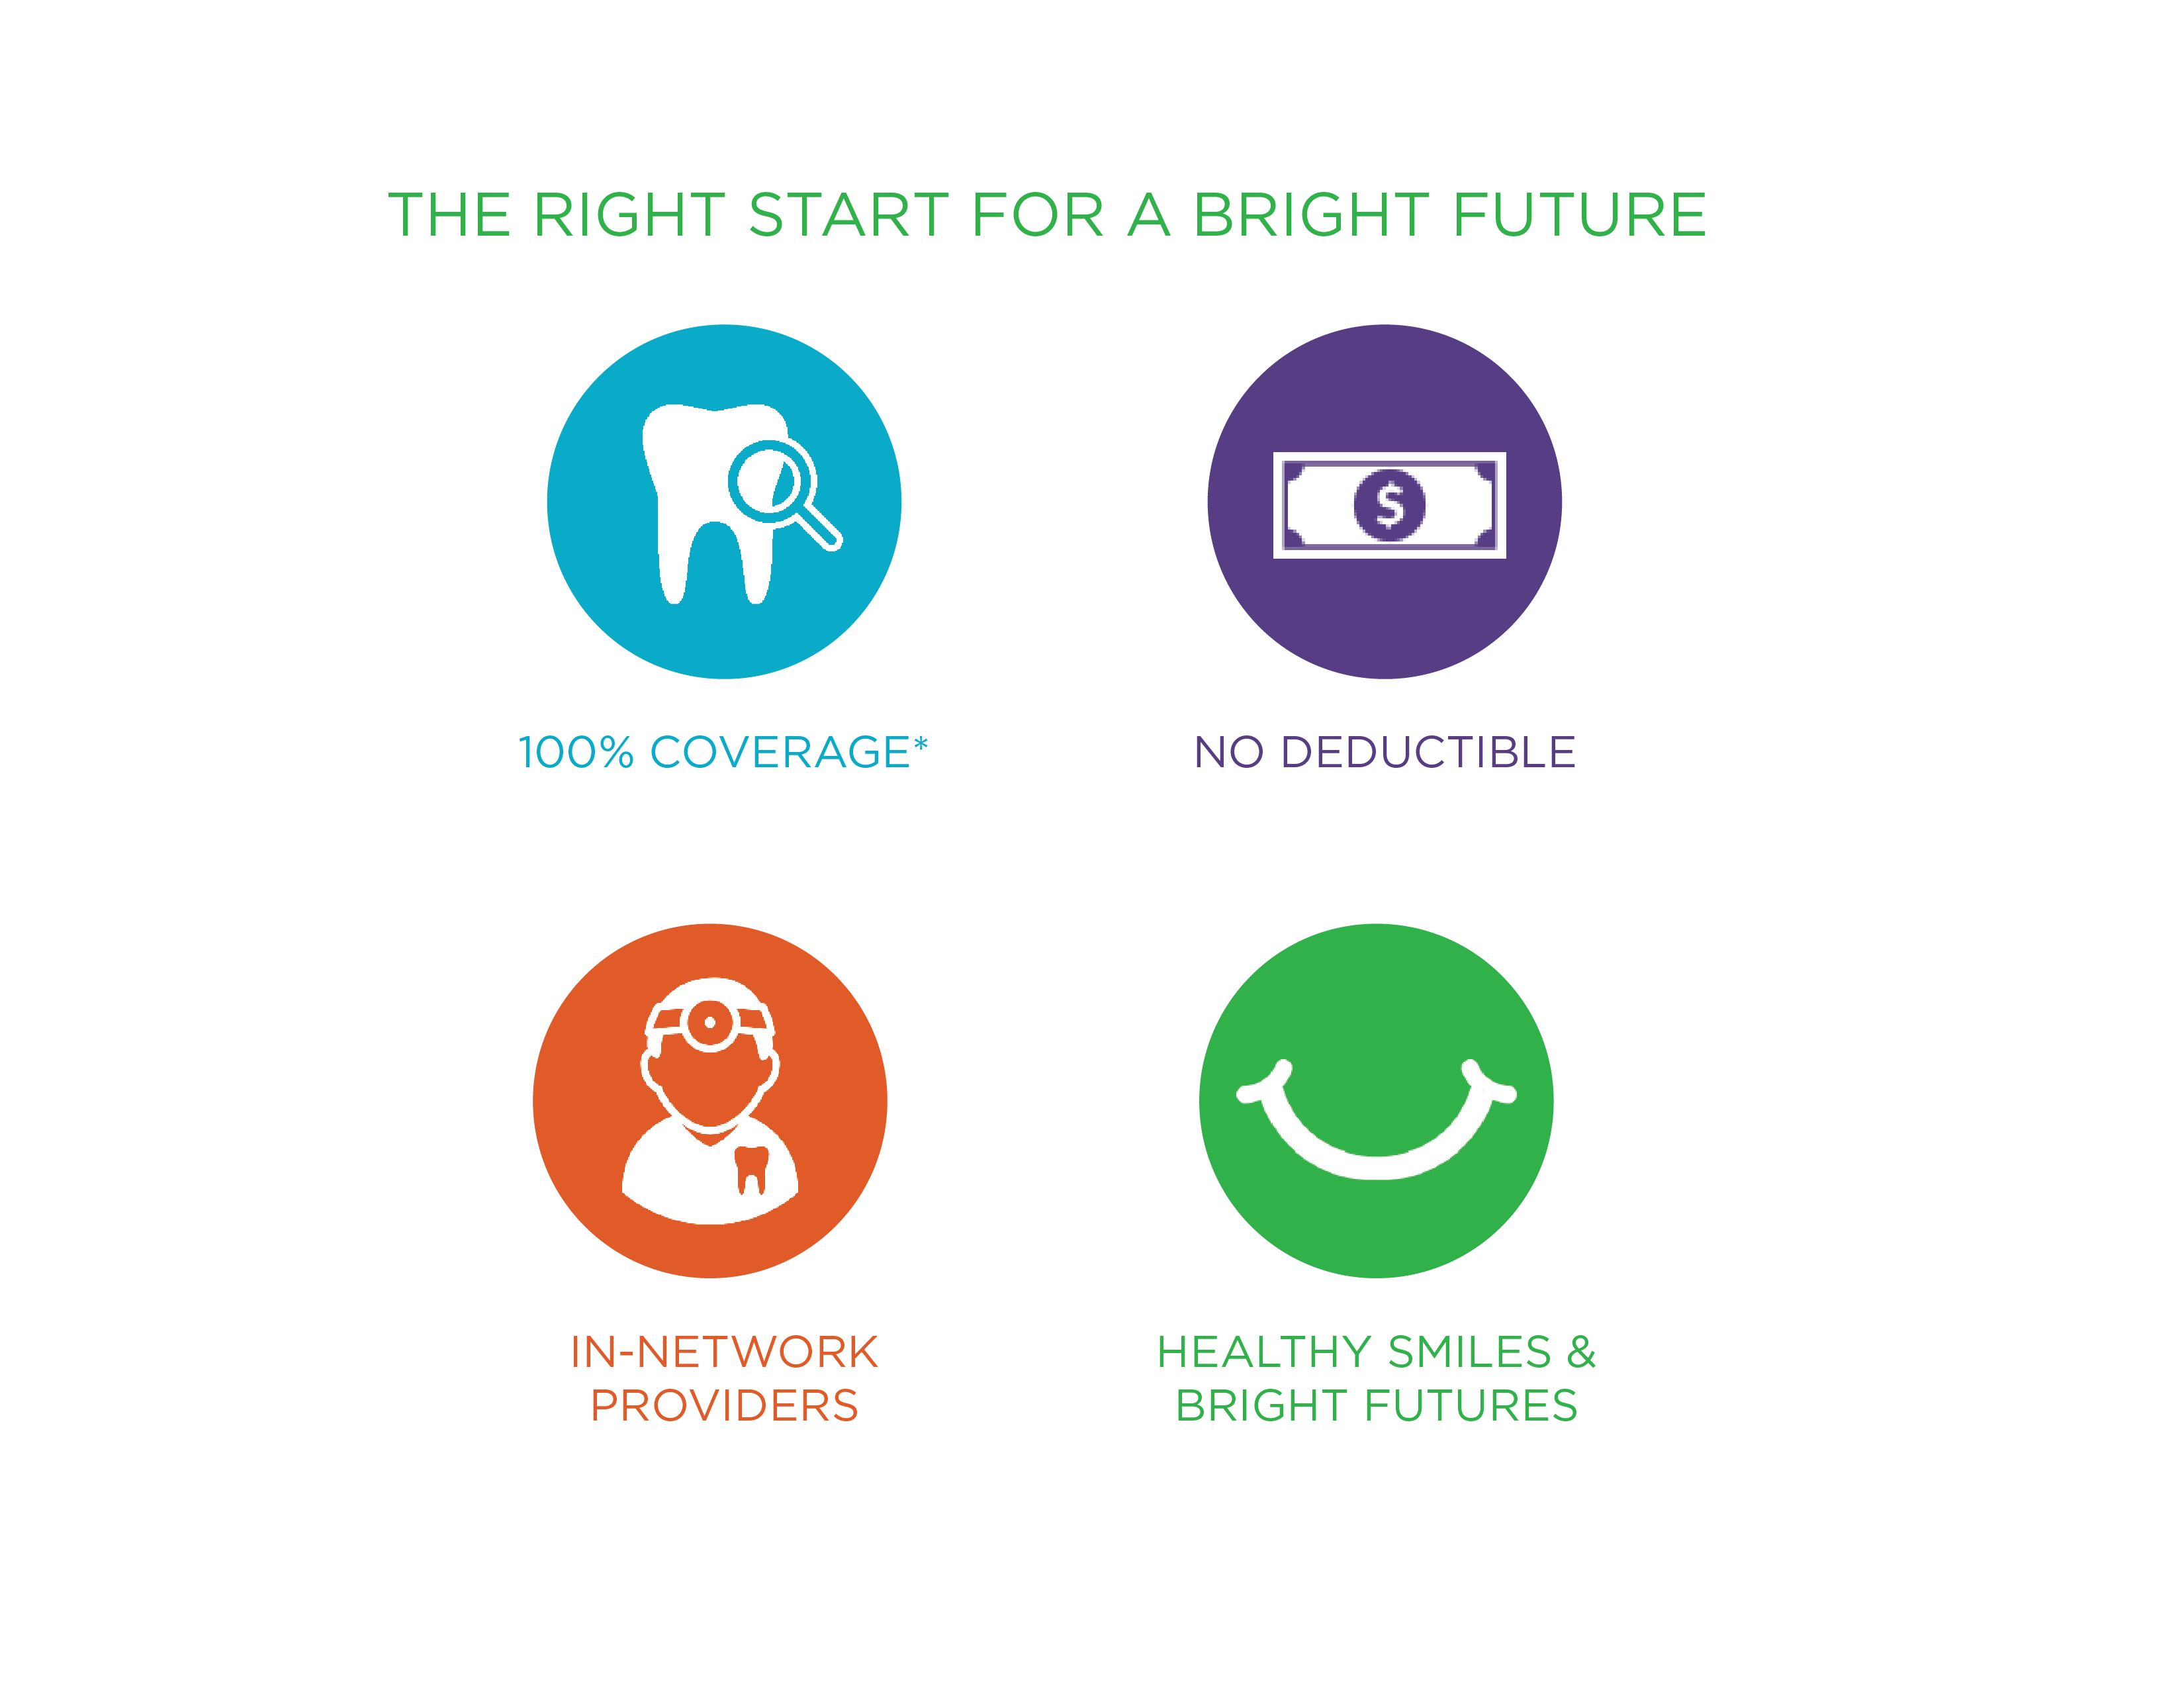 THE RIGHT START FOR A BRIGHT FUTURE
$
100% COVERAGE*
NO DEDUCTIBLE
IN-NETWORK
PROVIDERS
HEALTHY SMILES &
BRIGHT FUTURES